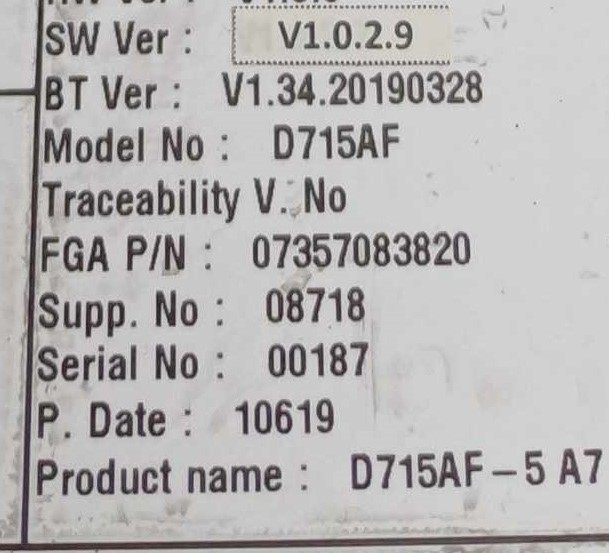 SW Ver : V1.0.2.9
BT Ver : V1.34.20190328
Model No : D715AF
Traceability V. No
FGA P/N : 07357083820
Supp. No : 08718
Serial No : 00187
P. Date : 10619
Product name : D715AF – 5 A7